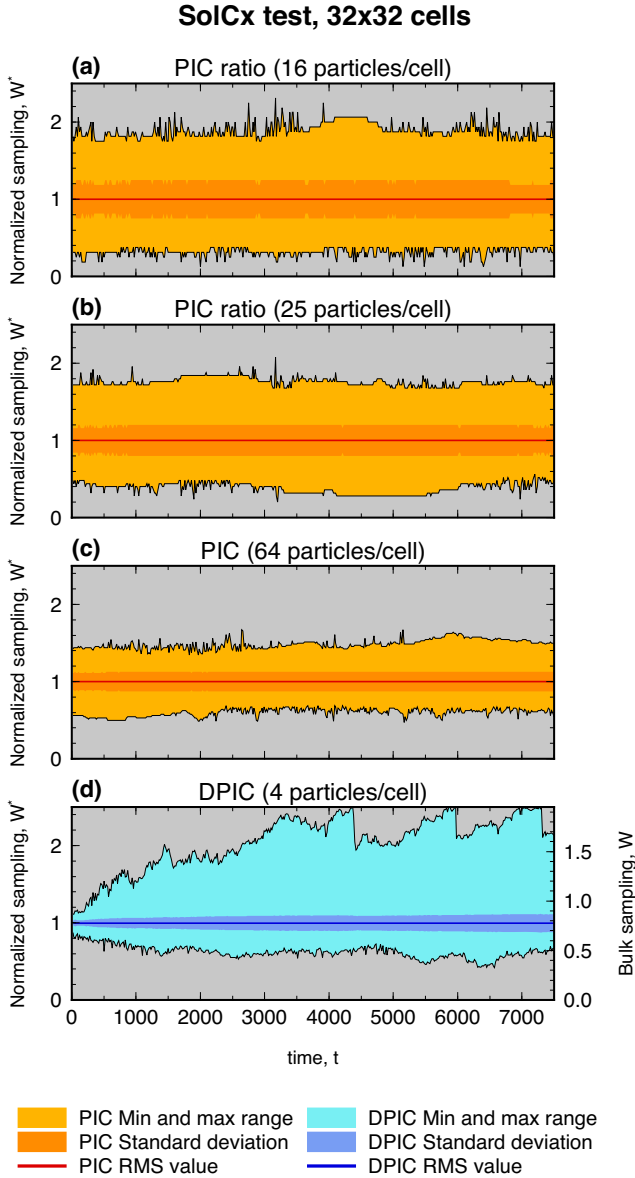 SolCx test, 32x32 cells
(a) PIC ratio (16 particles/cell)
Normalized sampling, W*
2
1
0
(b) PIC ratio (25 particles/cell)
Normalized sampling, W*
2
1
0
(c) PIC (64 particles/cell)
Normalized sampling, W*
2
1
0
(d) DPIC (4 particles/cell)
Normalized sampling, W*
2
1
0
1.5
1.0
0.5
0.0
Bulk sampling, W
0 1000 2000 3000 4000 5000 6000 7000
time, t
PIC Min and max range
PIC Standard deviation
PIC RMS value
DPIC Min and max range
DPIC Standard deviation
DPIC RMS value